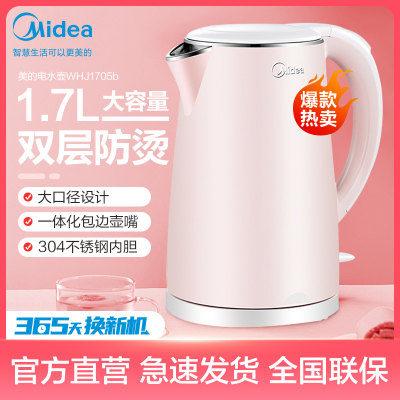 Midea
智慧生活可以更美的
美的电水壶WHJ1705b
1.7L大容量
双层防烫
大口径设计
一体化包边壶嘴
304不锈钢内胆
Midea
爆款
热卖
365天换新机
官方直营 急速发货 全国联保